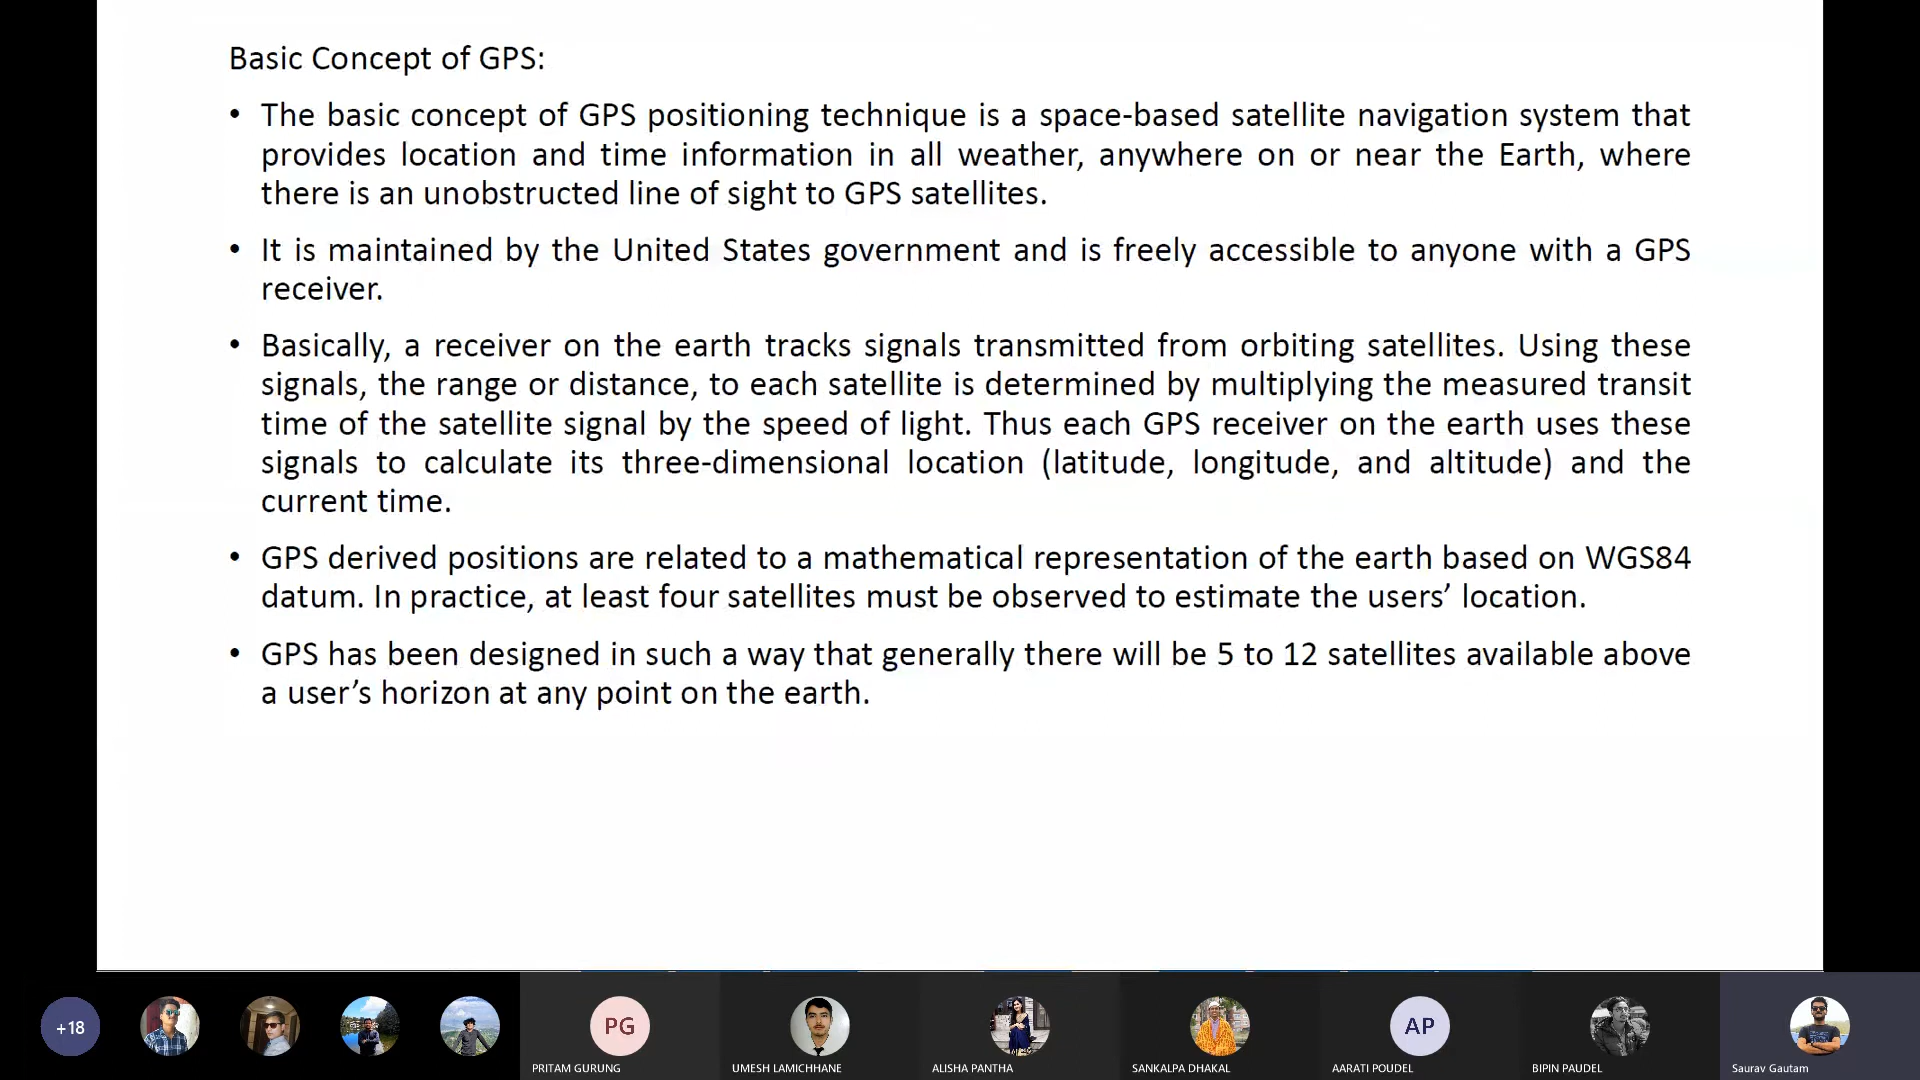 Basic Concept of GPS:
• The basic concept of GPS positioning technique is a space-based satellite navigation system that
provides location and time information in all weather, anywhere on or near the Earth, where
there is an unobstructed line of sight to GPS satellites.
• It is maintained by the United States government and is freely accessible to anyone with a GPS
receiver.
• Basically, a receiver on the earth tracks signals transmitted from orbiting satellites. Using these
signals, the range or distance, to each satellite is determined by multiplying the measured transit
time of the satellite signal by the speed of light. Thus each GPS receiver on the earth uses these
signals to calculate its three-dimensional location (latitude, longitude, and altitude) and the
current time.
• GPS derived positions are related to a mathematical representation of the earth based on WGS84
datum. In practice, at least four satellites must be observed to estimate the users’ location.
• GPS has been designed in such a way that generally there will be 5 to 12 satellites available above
a user’s horizon at any point on the earth.
+18
PG
AP
PRITAM GURUNG
UMESH LAMICHHANE
ALISHA PANTHA
SANKALPA DHAKAL
AARATI POUDEL
BIPIN PAUDEL
Saurav Gautam